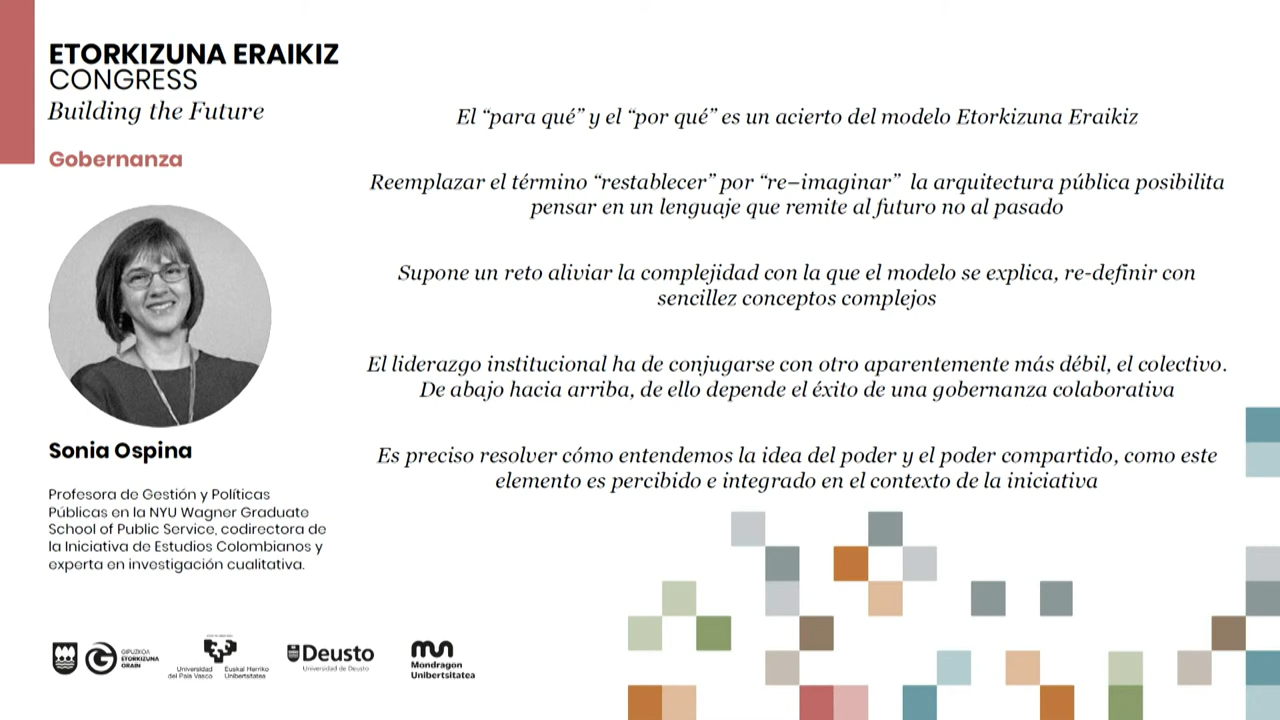 ETORKIZUNA ERAIKIZ
CONGRESS
Building the Future
Gobernanza
El “para qué” y el “por qué” es un acierto del modelo Etorkizuna Eraikiz
Reemplazar el término “restablecer” por “re–imaginar” la arquitectura pública posibilita
pensar en un lenguaje que remite al futuro no al pasado
Supone un reto aliviar la complejidad con la que el modelo se explica, re-definir con
sencillez conceptos complejos
El liderazgo institucional ha de conjugarse con otro aparentemente más débil, el colectivo.
De abajo hacia arriba, de ello depende el éxito de una gobernanza colaborativa
Es preciso resolver cómo entendemos la idea del poder y el poder compartido, como este
elemento es percibido e integrado en el contexto de la iniciativa
Sonia Ospina
Profesora de Gestión y Políticas
Públicas en la NYU Wagner Graduate
School of Public Service, codirectora de
la Iniciativa de Estudios Colombianos y
experta en investigación cualitativa.
GIPUZKOA
ETORKIZUNA
ORAIN
Universidad
del País Vasco
Euskal Herriko
Unibertsitatea
Deusto
Universidad de Deusto
Mondragon
Unibertsitatea